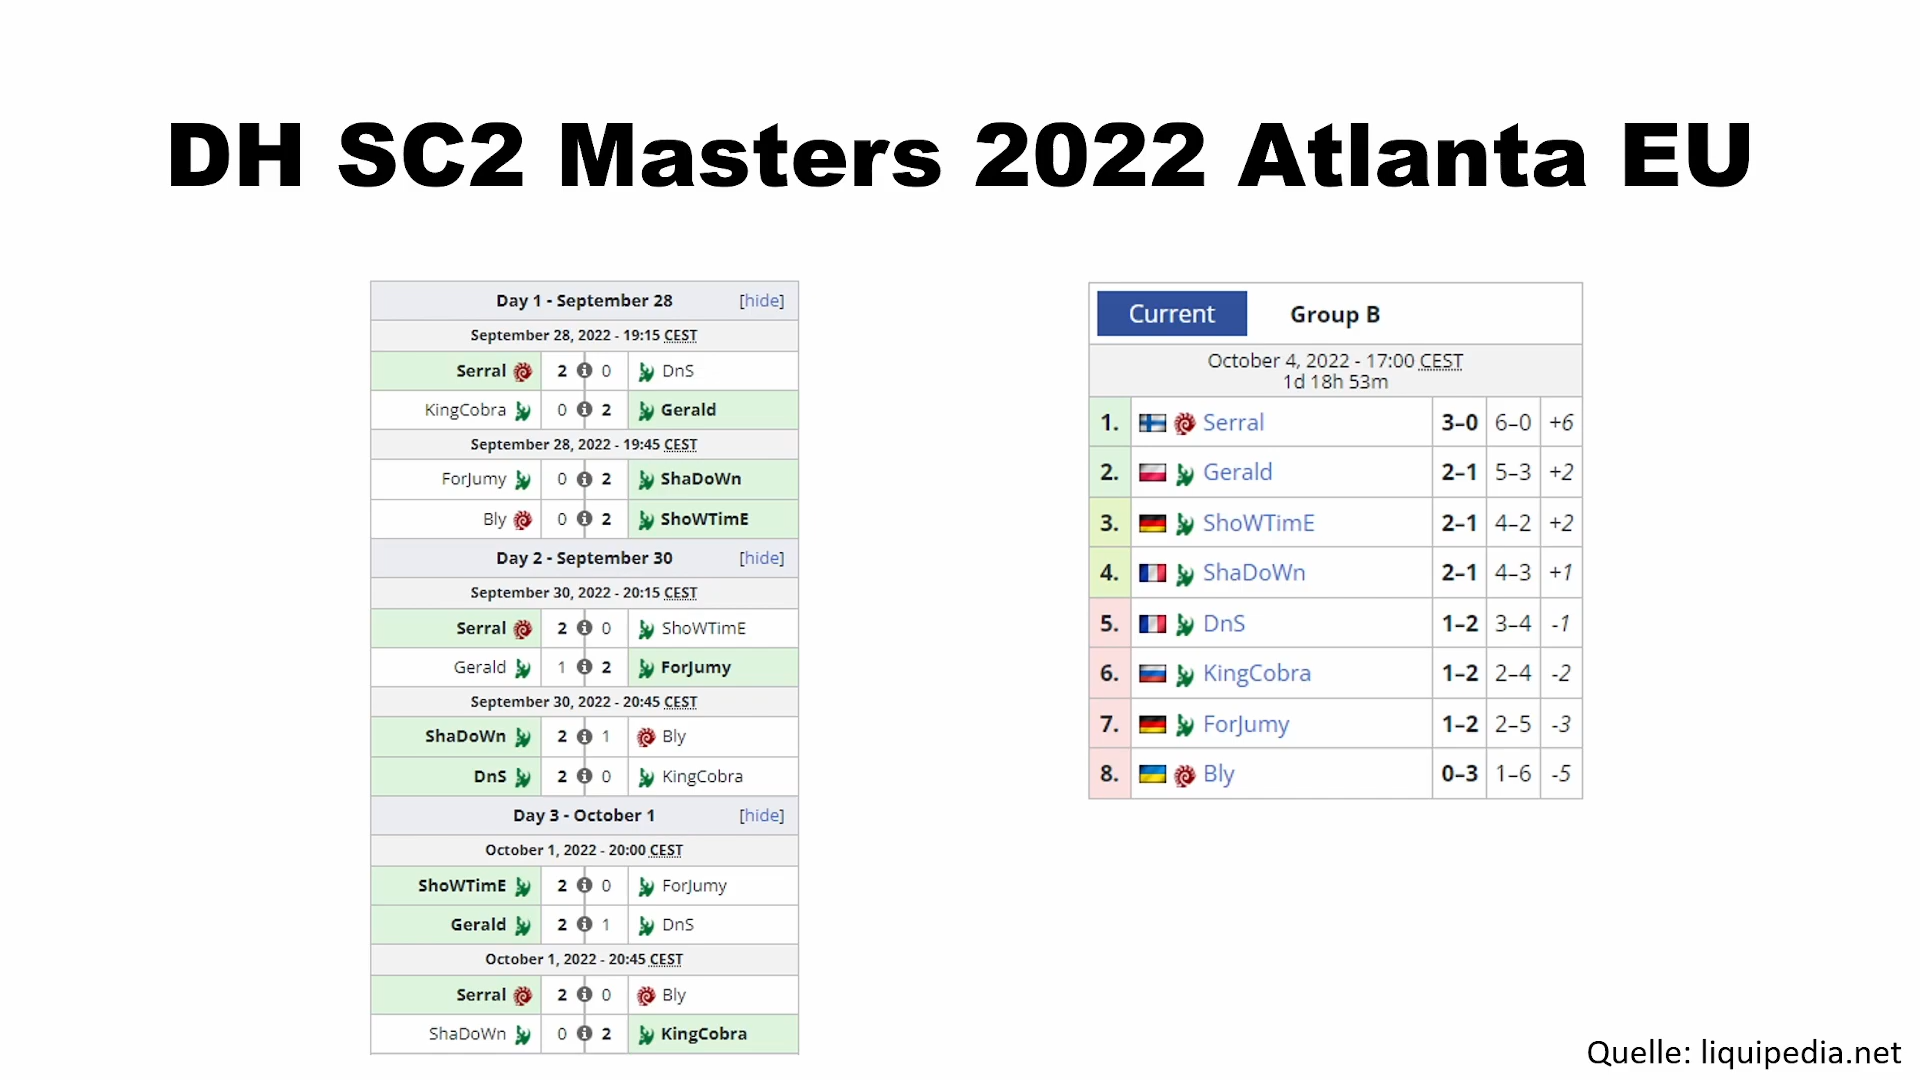 DH SC2 Masters 2022 Atlanta EU
Day 1 - September 28 [hide]
September 28, 2022 - 19:15 CEST
Serral 2 0 DnS
KingCobra 0 2 Gerald
September 28, 2022 - 19:45 CEST
ForJumy 0 2 ShaDoWn
Bly 0 2 ShoWTimE
Day 2 - September 30 [hide]
September 30, 2022 - 20:15 CEST
Serral 2 0 ShoWTimE
Gerald 1 2 ForJumy
September 30, 2022 - 20:45 CEST
ShaDoWn 2 1 Bly
DnS 2 0 KingCobra
Day 3 - October 1 [hide]
October 1, 2022 - 20:00 CEST
ShoWTimE 2 0 ForJumy
Gerald 2 1 DnS
October 1, 2022 - 20:45 CEST
Serral 2 0 Bly
ShaDoWn 0 2 KingCobra
Current Group B
October 4, 2022 - 17:00 CEST
1d 18h 53m
1. Serral 3–0 6–0 +6
2. Gerald 2–1 5–3 +2
3. ShoWTimE 2–1 4–2 +2
4. ShaDoWn 2–1 4–3 +1
5. DnS 1–2 3–4 -1
6. KingCobra 1–2 2–4 -2
7. ForJumy 1–2 2–5 -3
8. Bly 0–3 1–6 -5
Quelle: liquipedia.net